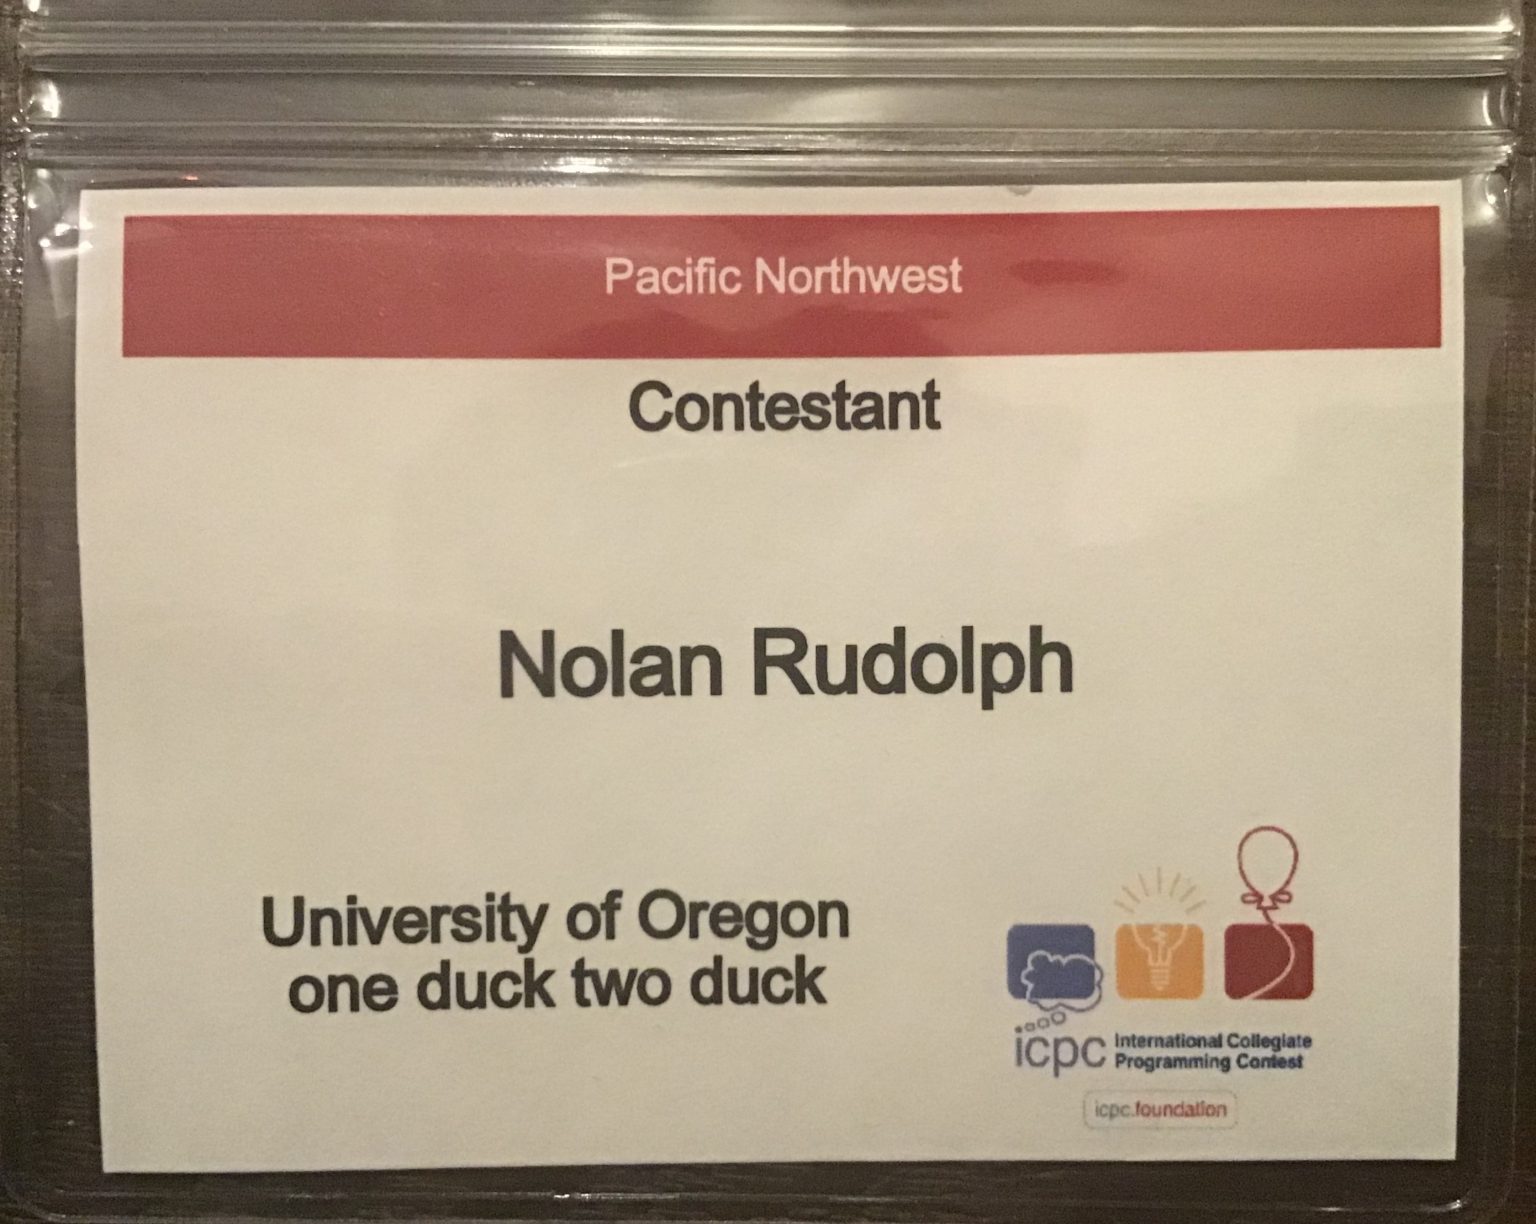 Pacific Northwest
Contestant
Nolan Rudolph
University of Oregon
one duck two duck
icpc International Collegiate
Programming Contest
icpc.foundation